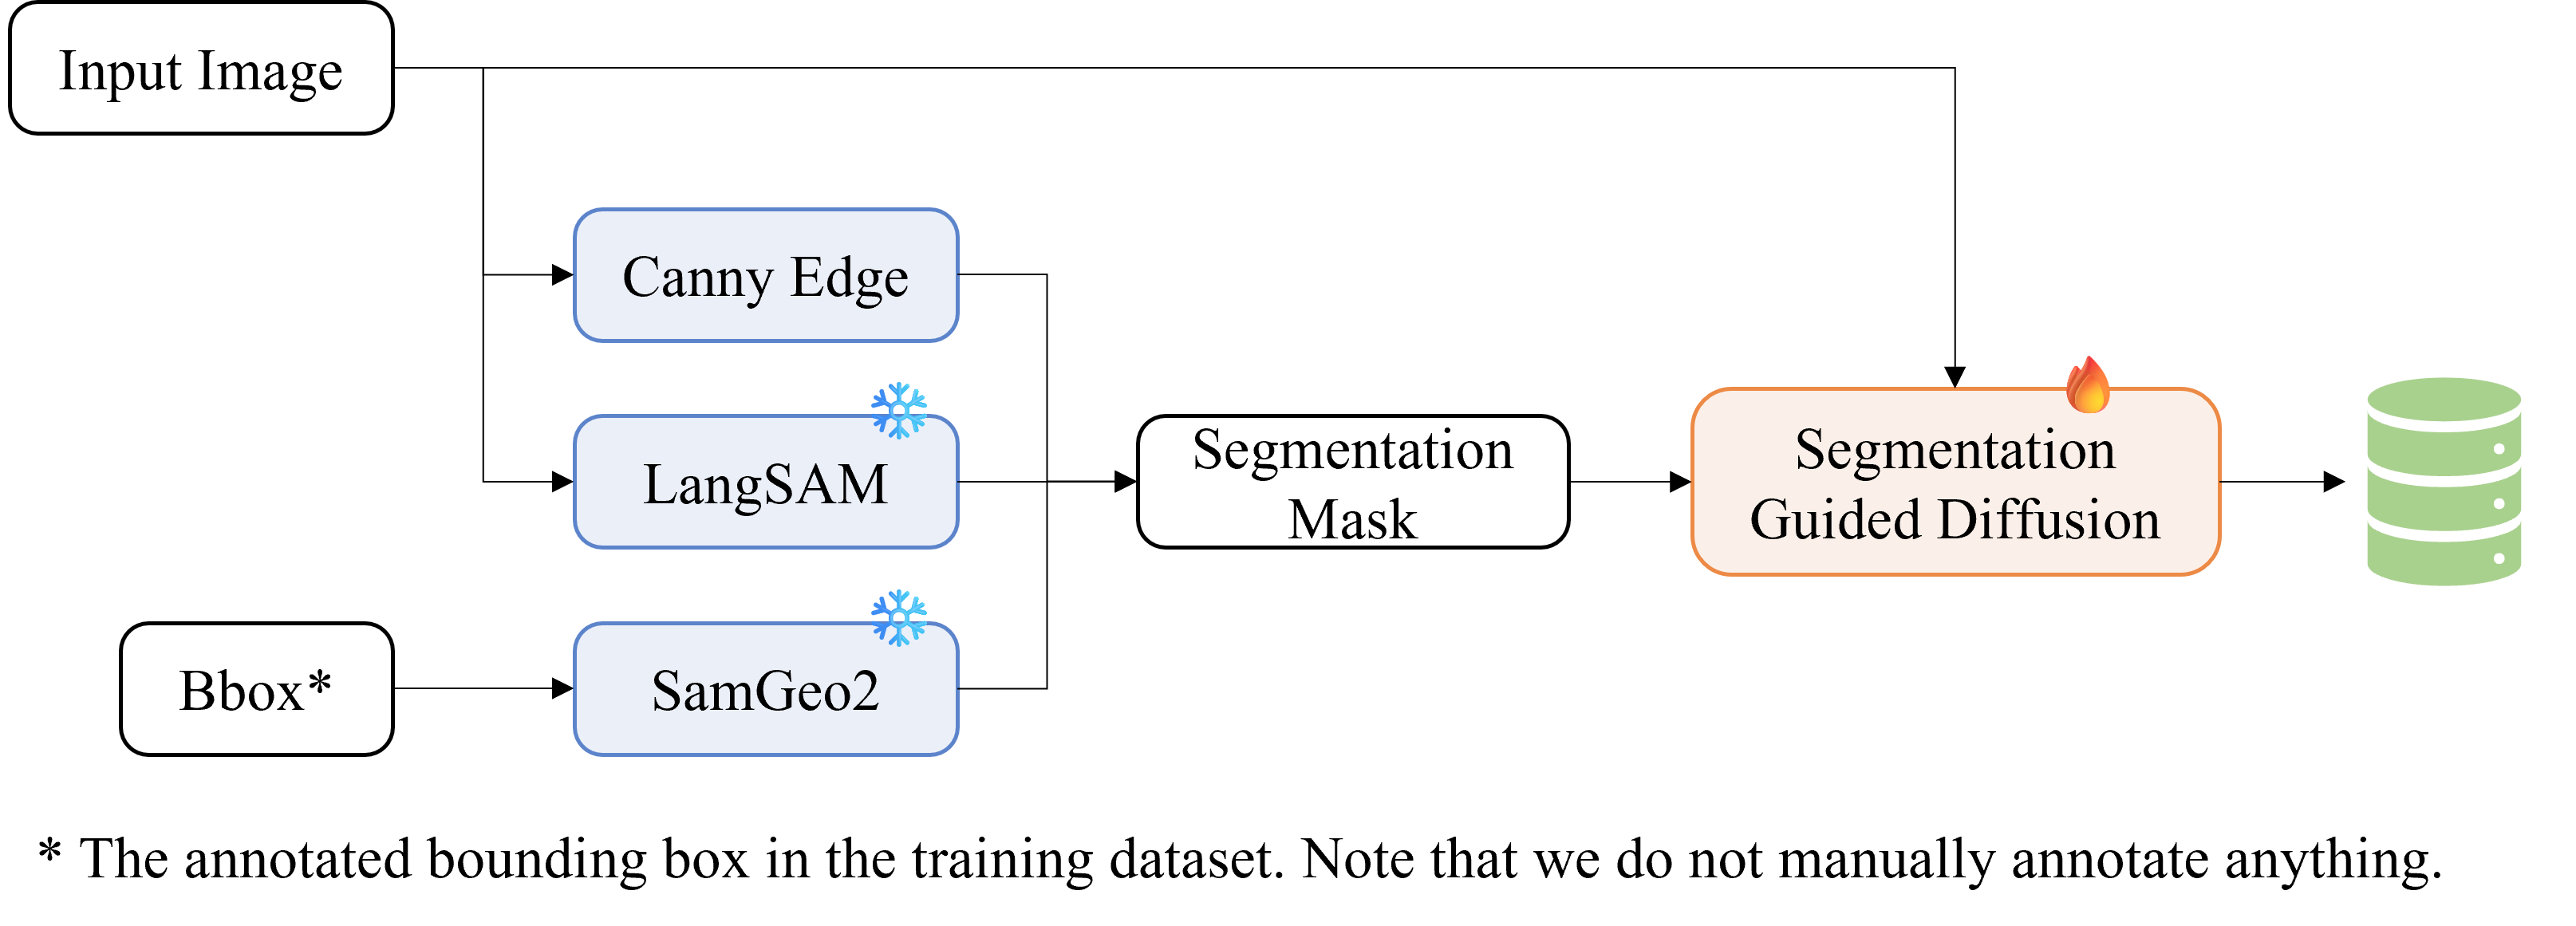 Input Image
Canny Edge
LangSAM
Segmentation
Mask
Segmentation
Guided Diffusion
Bbox*
SamGeo2
* The annotated bounding box in the training dataset. Note that we do not manually annotate anything.